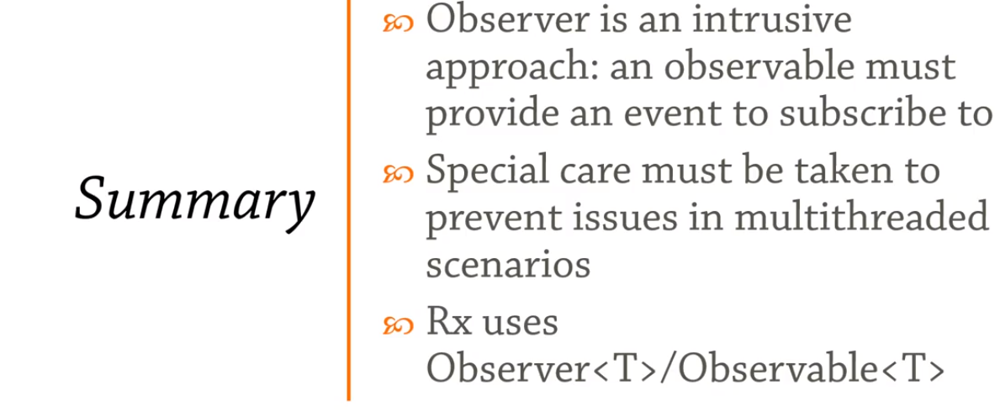 Summary
Observer is an intrusive
approach: an observable must
provide an event to subscribe to
Special care must be taken to
prevent issues in multithreaded
scenarios
Rx uses
Observer<T>/Observable<T>